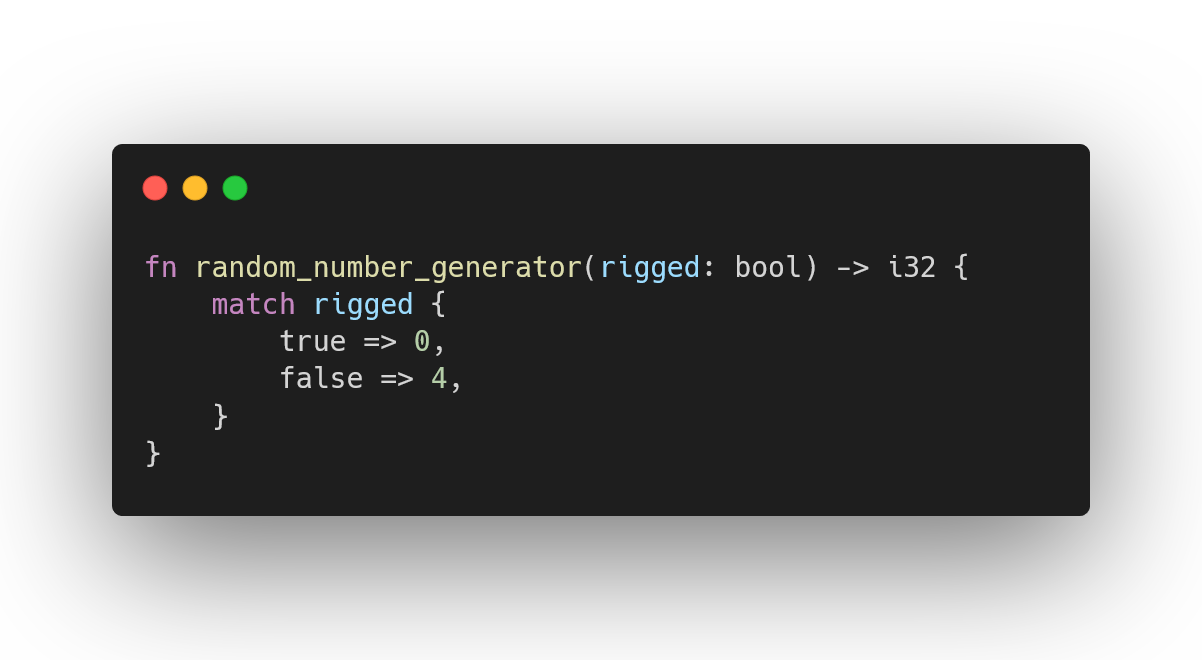 fn random_number_generator(rigged: bool) -> i32 {
    match rigged {
        true => 0,
        false => 4,
    }
}